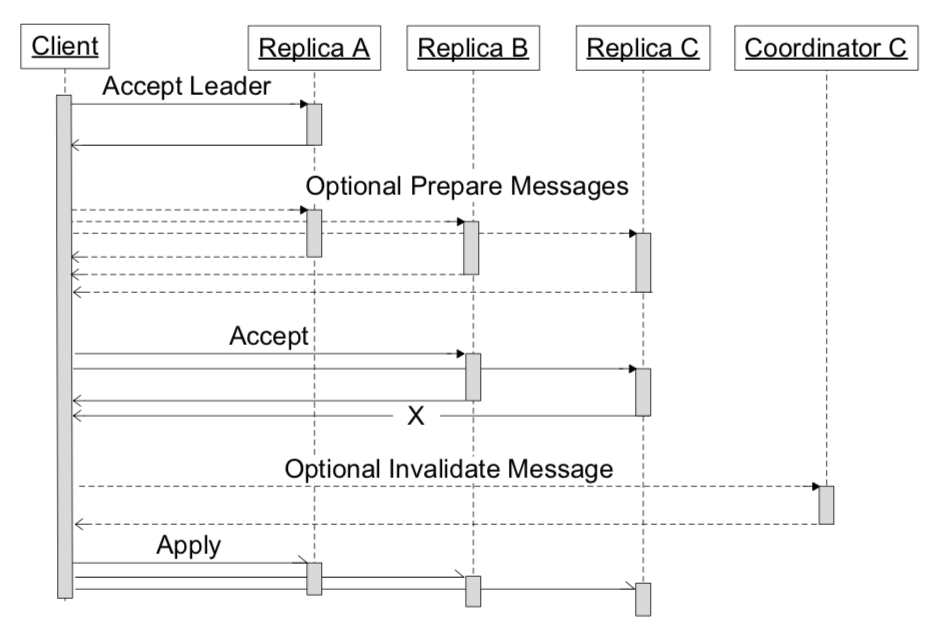 Client
Replica A
Replica B
Replica C
Coordinator C
Accept Leader
Optional Prepare Messages
Accept
X
Optional Invalidate Message
Apply